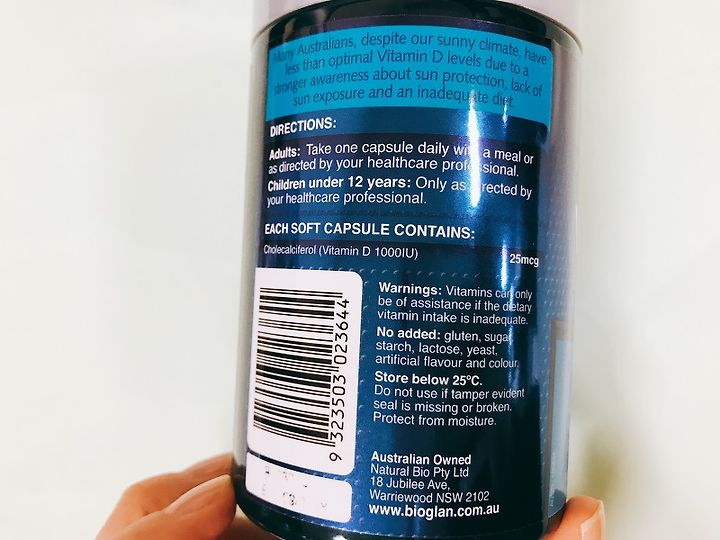 Many Australians, despite our sunny climate, have
less than optimal Vitamin D levels due to a
stronger awareness about sun protection, lack of
sun exposure and an inadequate diet.
DIRECTIONS:
Adults: Take one capsule daily with a meal or
as directed by your healthcare professional.
Children under 12 years: Only as directed by
your healthcare professional.
EACH SOFT CAPSULE CONTAINS:
Cholecalciferol (Vitamin D 1000IU) 25mcg
Warnings: Vitamins can only
be of assistance if the dietary
vitamin intake is inadequate.
No added: gluten, sugar,
starch, lactose, yeast,
artificial flavour and colour.
Store below 25°C.
Do not use if tamper evident
seal is missing or broken.
Protect from moisture.
9 323503 023644
Australian Owned
Natural Bio Pty Ltd
18 Jubilee Ave,
Warriewood NSW 2102
www.bioglan.com.au